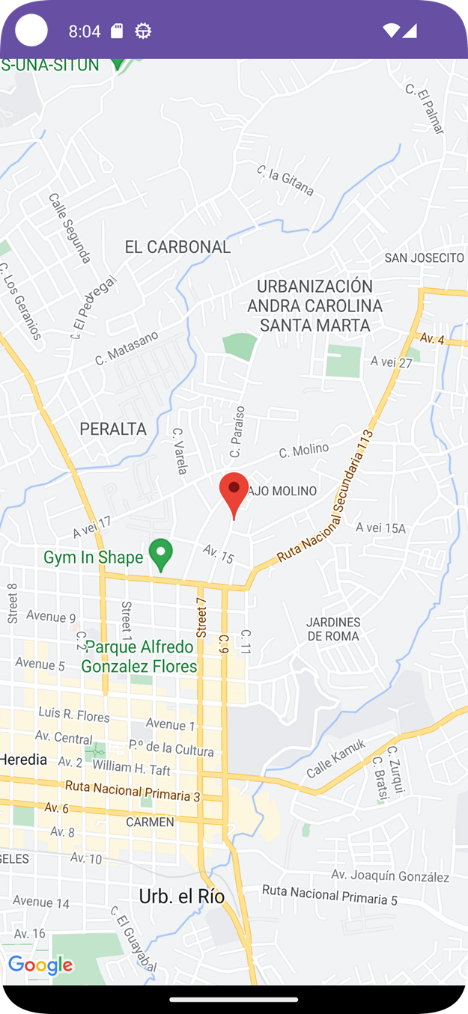 8:04
S-UNA-SITUN
C. El Palmar
C. la Gitana
Calle Segunda
EL CARBONAL
SAN JOSECITO
C. Los Geranios
C. El Pedregal
URBANIZACIÓN
ANDRA CAROLINA
SANTA MARTA
Av. 4
C. Matasano
A vei 27
PERALTA
C. Paraíso
C. Varela
C. Molino
Ruta Nacional Secundaria 113
AJO MOLINO
A vei 17
A vei 15A
Av. 15
Gym In Shape
Street 8
Street 7
Street 1
Avenue 9
C. 2
C. 9
C. 11
JARDINES
DE ROMA
Parque Alfredo
Gonzalez Flores
Avenue 5
Luis R. Flores
Avenue 1
Av. Central
P.º de la Cultura
Heredia
Av. 2
William H. Taft
Calle Kamuk
C. Zurquí
C. Bratsi
Ruta Nacional Primaria 3
Av. 6
CARMEN
Av. 8
GELES
Av. 10
Av. Joaquín González
Urb. el Río
Ruta Nacional Primaria 5
Avenue 14
C. El Guayabal
Av. 16
Google